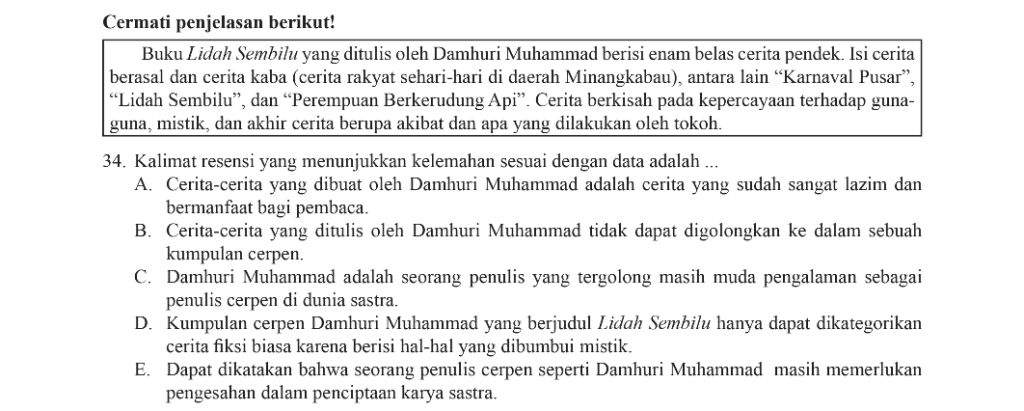 Cermati penjelasan berikut!
Buku Lidah Sembilu yang ditulis oleh Damhuri Muhammad berisi enam belas cerita pendek. Isi cerita
berasal dan cerita kaba (cerita rakyat sehari-hari di daerah Minangkabau), antara lain “Karnaval Pusar”,
“Lidah Sembilu”, dan “Perempuan Berkerudung Api”. Cerita berkisah pada kepercayaan terhadap guna-
guna, mistik, dan akhir cerita berupa akibat dan apa yang dilakukan oleh tokoh.
34. Kalimat resensi yang menunjukkan kelemahan sesuai dengan data adalah ...
A. Cerita-cerita yang dibuat oleh Damhuri Muhammad adalah cerita yang sudah sangat lazim dan
bermanfaat bagi pembaca.
B. Cerita-cerita yang ditulis oleh Damhuri Muhammad tidak dapat digolongkan ke dalam sebuah
kumpulan cerpen.
C. Damhuri Muhammad adalah seorang penulis yang tergolong masih muda pengalaman sebagai
penulis cerpen di dunia sastra.
D. Kumpulan cerpen Damhuri Muhammad yang berjudul Lidah Sembilu hanya dapat dikategorikan
cerita fiksi biasa karena berisi hal-hal yang dibumbui mistik.
E. Dapat dikatakan bahwa seorang penulis cerpen seperti Damhuri Muhammad masih memerlukan
pengesahan dalam penciptaan karya sastra.